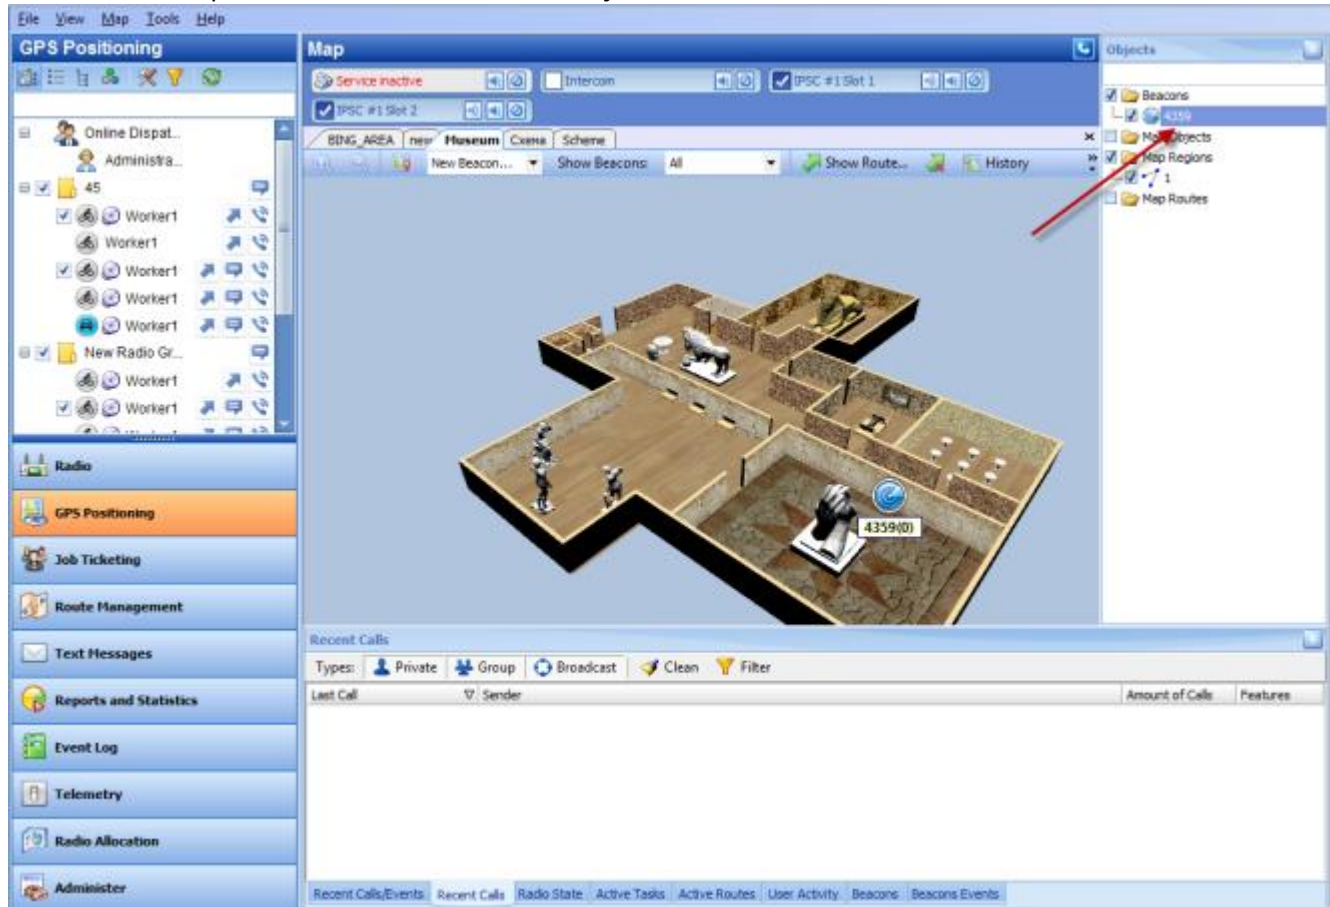 File View Map Tools Help
GPS Positioning
Map
Objects
Service inactive
Intercom
IPSC #1 Slot 1
IPSC #1 Slot 2
BING_AREA new Museum Схема Scheme
New Beacon... Show Beacons: All Show Route... History
Beacons
4359
Map Objects
Map Regions
1
Map Routes
Online Dispat..
Administra...
45
Worker1
Worker1
Worker1
Worker1
Worker1
New Radio Gr...
Worker1
Worker1
4359(0)
Radio
GPS Positioning
Job Ticketing
Route Management
Text Messages
Reports and Statistics
Event Log
Telemetry
Radio Allocation
Administer
Recent Calls
Types: Private Group Broadcast Clean Filter
Last Call Sender Amount of Calls Features
Recent Calls/Events Recent Calls Radio State Active Tasks Active Routes User Activity Beacons Beacons Events